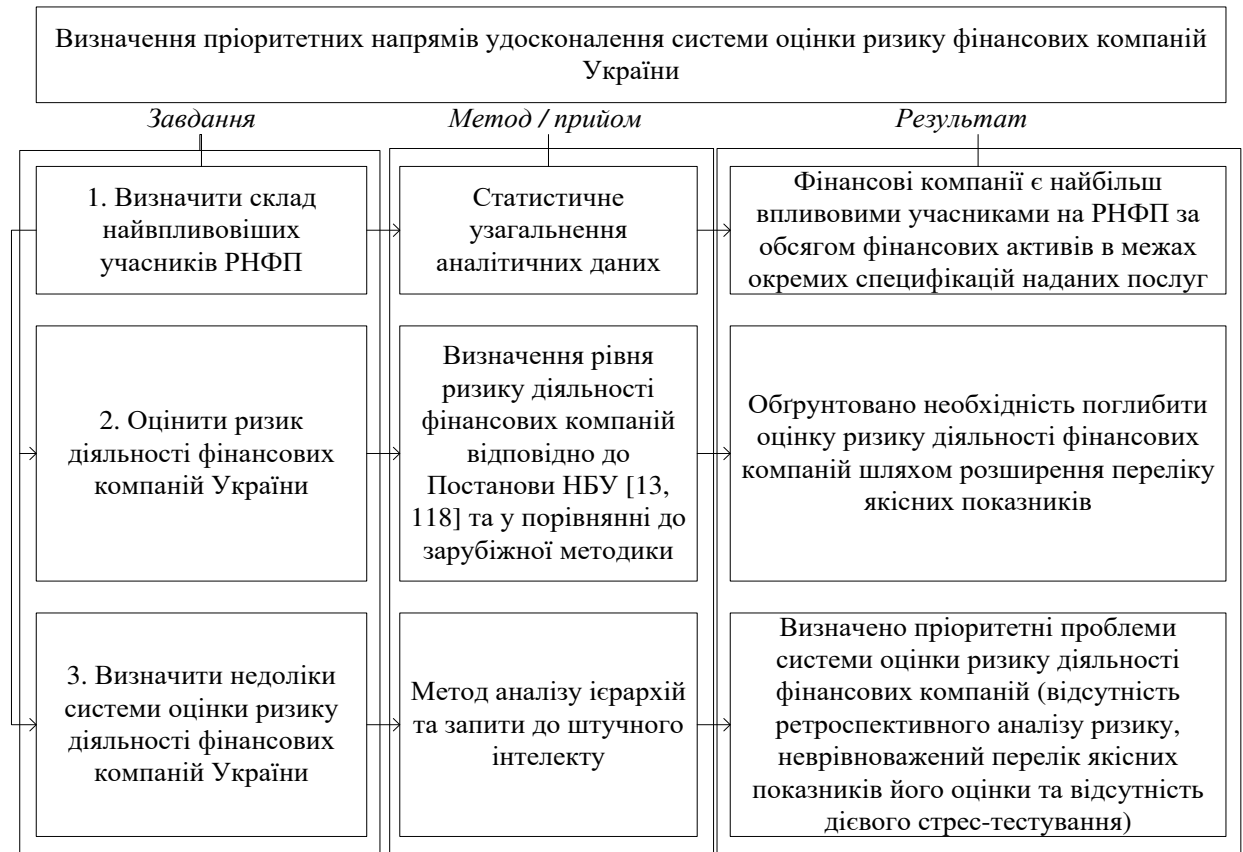 Визначення пріоритетних напрямів удосконалення системи оцінки ризику фінансових компаній
України
Завдання
Метод / прийом
Результат
1. Визначити склад
найвпливовіших
учасників РНФП
Статистичне
узагальнення
аналітичних даних
Фінансові компанії є найбільш
впливовими учасниками на РНФП за
обсягом фінансових активів в межах
окремих специфікацій наданих послуг
2. Оцінити ризик
діяльності фінансових
компаній України
Визначення рівня
ризику діяльності
фінансових компаній
відповідно до
Постанови НБУ [13,
118] та у порівнянні до
зарубіжної методики
Обґрунтовано необхідність поглибити
оцінку ризику діяльності фінансових
компаній шляхом розширення переліку
якісних показників
3. Визначити недоліки
системи оцінки ризику
діяльності фінансових
компаній України
Метод аналізу ієрархій
та запити до штучного
інтелекту
Визначено пріоритетні проблеми
системи оцінки ризику діяльності
фінансових компаній (відсутність
ретроспективного аналізу ризику,
неврівноважений перелік якісних
показників його оцінки та відсутність
дієвого стрес-тестування)